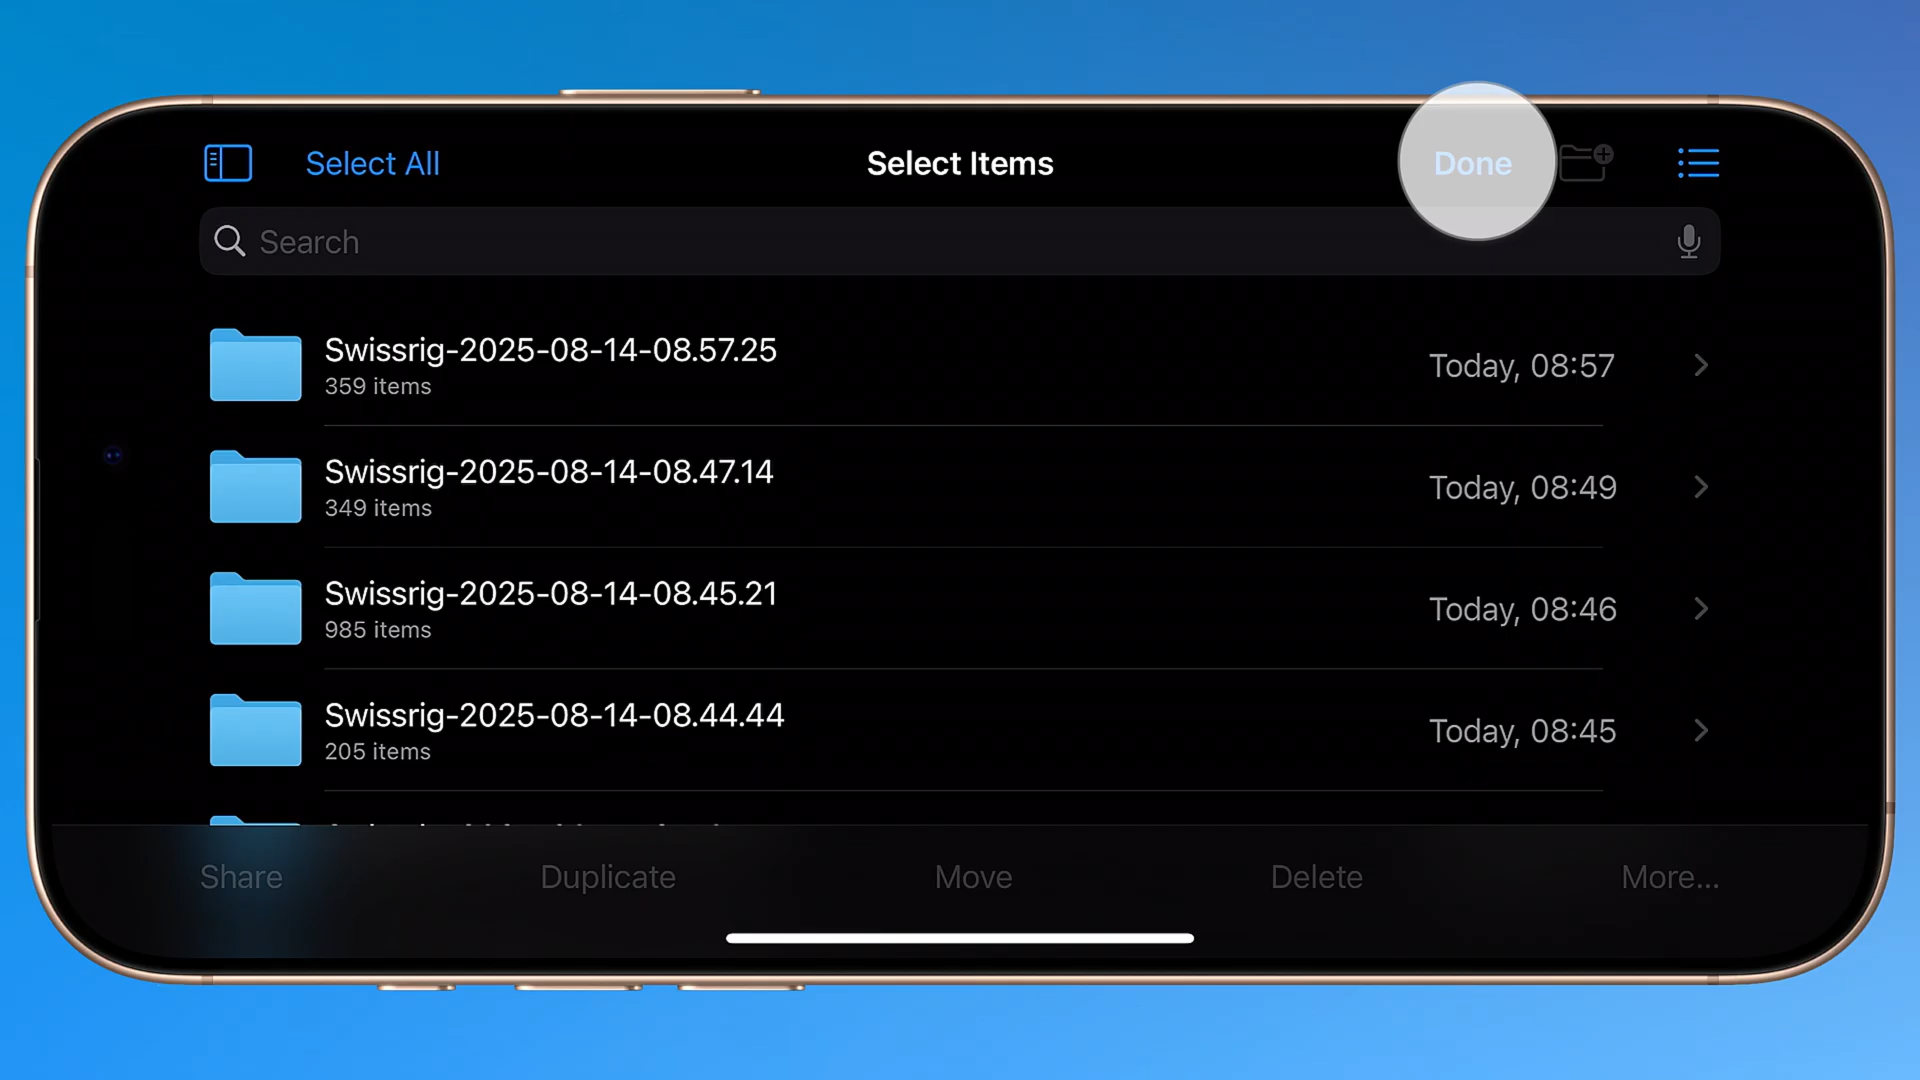 Select All
Select Items
Done
Search
Swissrig-2025-08-14-08.57.25
359 items
Today, 08:57
Swissrig-2025-08-14-08.47.14
349 items
Today, 08:49
Swissrig-2025-08-14-08.45.21
985 items
Today, 08:46
Swissrig-2025-08-14-08.44.44
205 items
Today, 08:45
Share
Duplicate
Move
Delete
More...